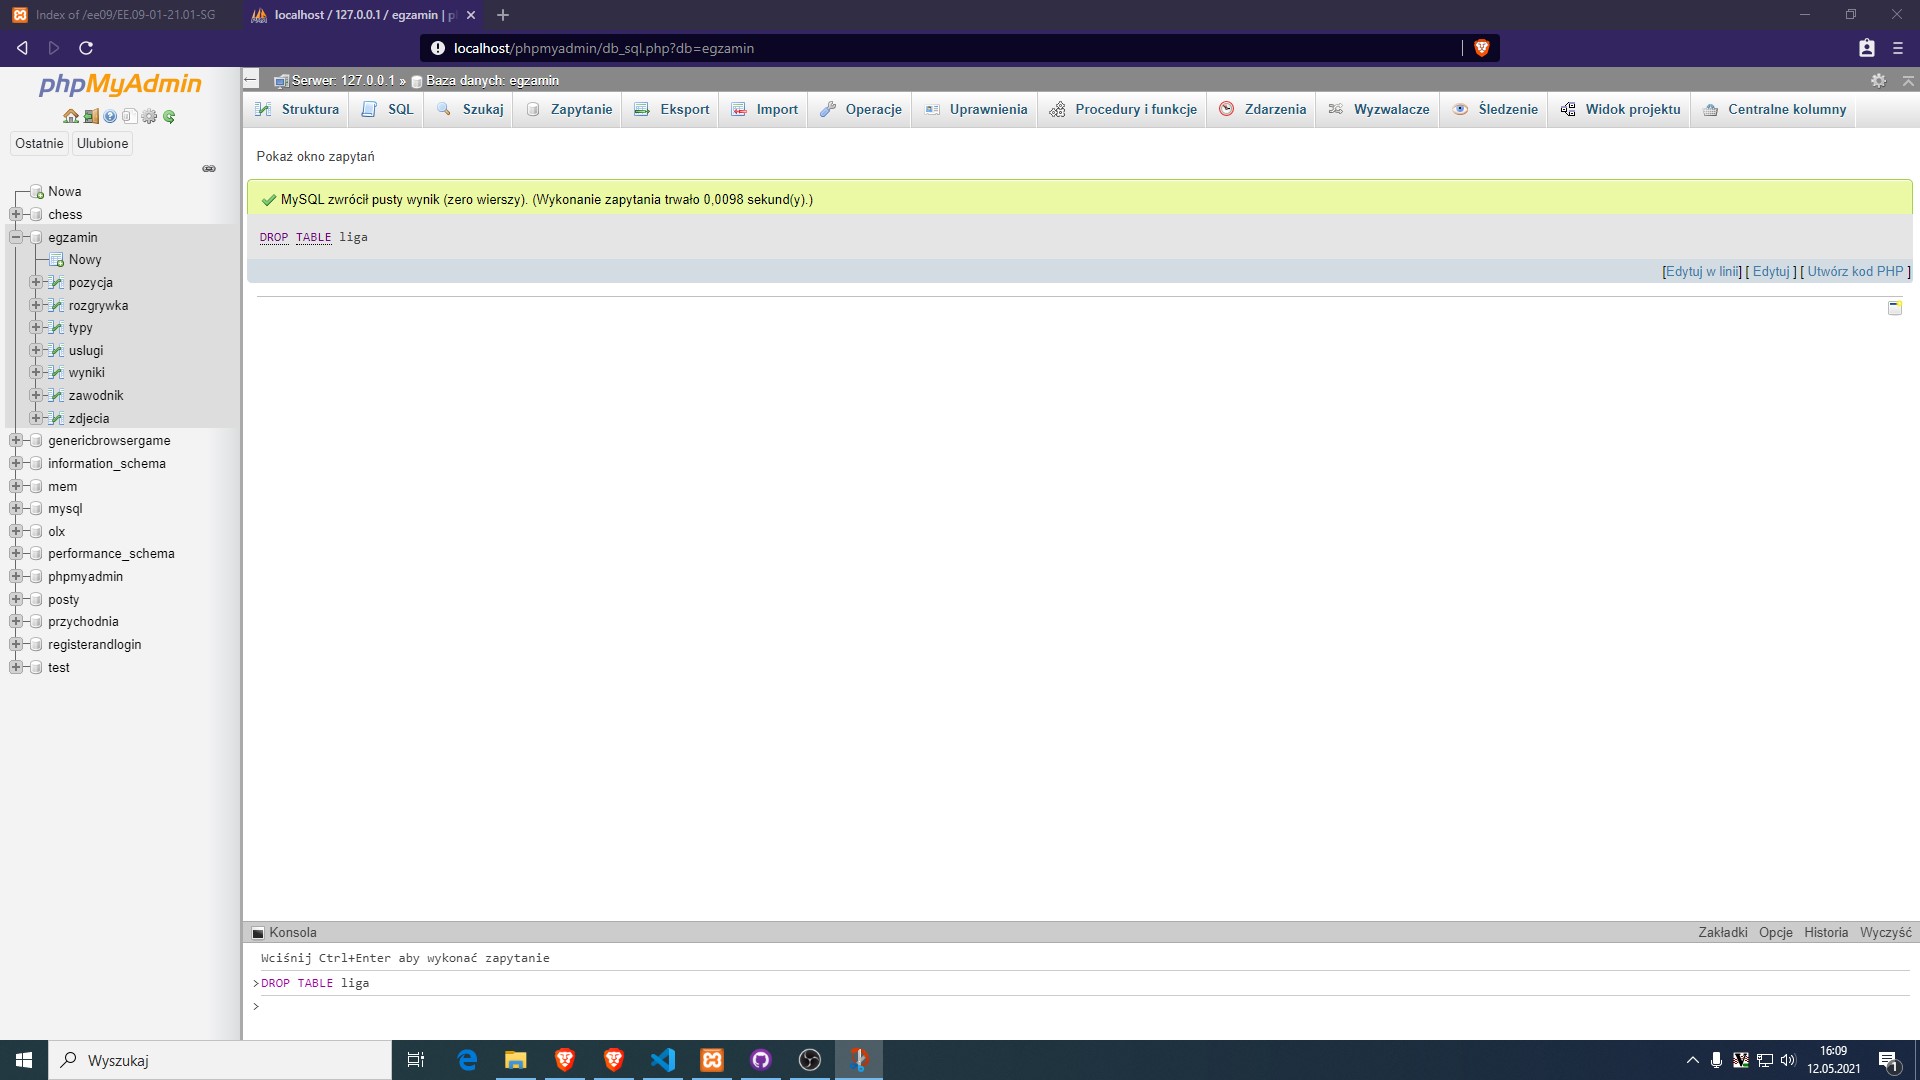 Index of /ee09/EE.09-01-21.01-SG
localhost / 127.0.0.1 / egzamin | p
localhost/phpmyadmin/db_sql.php?db=egzamin
phpMyAdmin
Ostatnie
Ulubione
Nowa
chess
egzamin
Nowy
pozycja
rozgrywka
typy
uslugi
wyniki
zawodnik
zdjecia
genericbrowsergame
information_schema
mem
mysql
olx
performance_schema
phpmyadmin
posty
przychodnia
registerandlogin
test
Serwer: 127.0.0.1 » Baza danych: egzamin
Struktura SQL Szukaj Zapytanie Eksport Import Operacje Uprawnienia Procedury i funkcje Zdarzenia Wyzwalacze Śledzenie Widok projektu Centralne kolumny
Pokaż okno zapytań
MySQL zwrócił pusty wynik (zero wierszy). (Wykonanie zapytania trwało 0,0098 sekund(y).)
DROP TABLE liga
[Edytuj w linii] [ Edytuj ] [ Utwórz kod PHP ]
Konsola
Zakładki Opcje Historia Wyczyść
Wciśnij Ctrl+Enter aby wykonać zapytanie
>DROP TABLE liga
>
Wyszukaj
16:09
12.05.2021
1